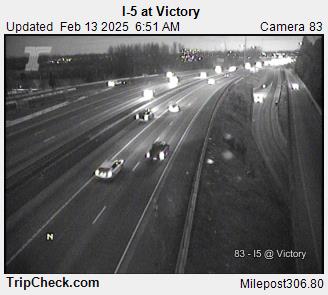 I-5 at Victory
Updated Feb 13 2025 6:51 AM Camera 83
N
83 - I5 @ Victory
TripCheck.com Milepost306.80